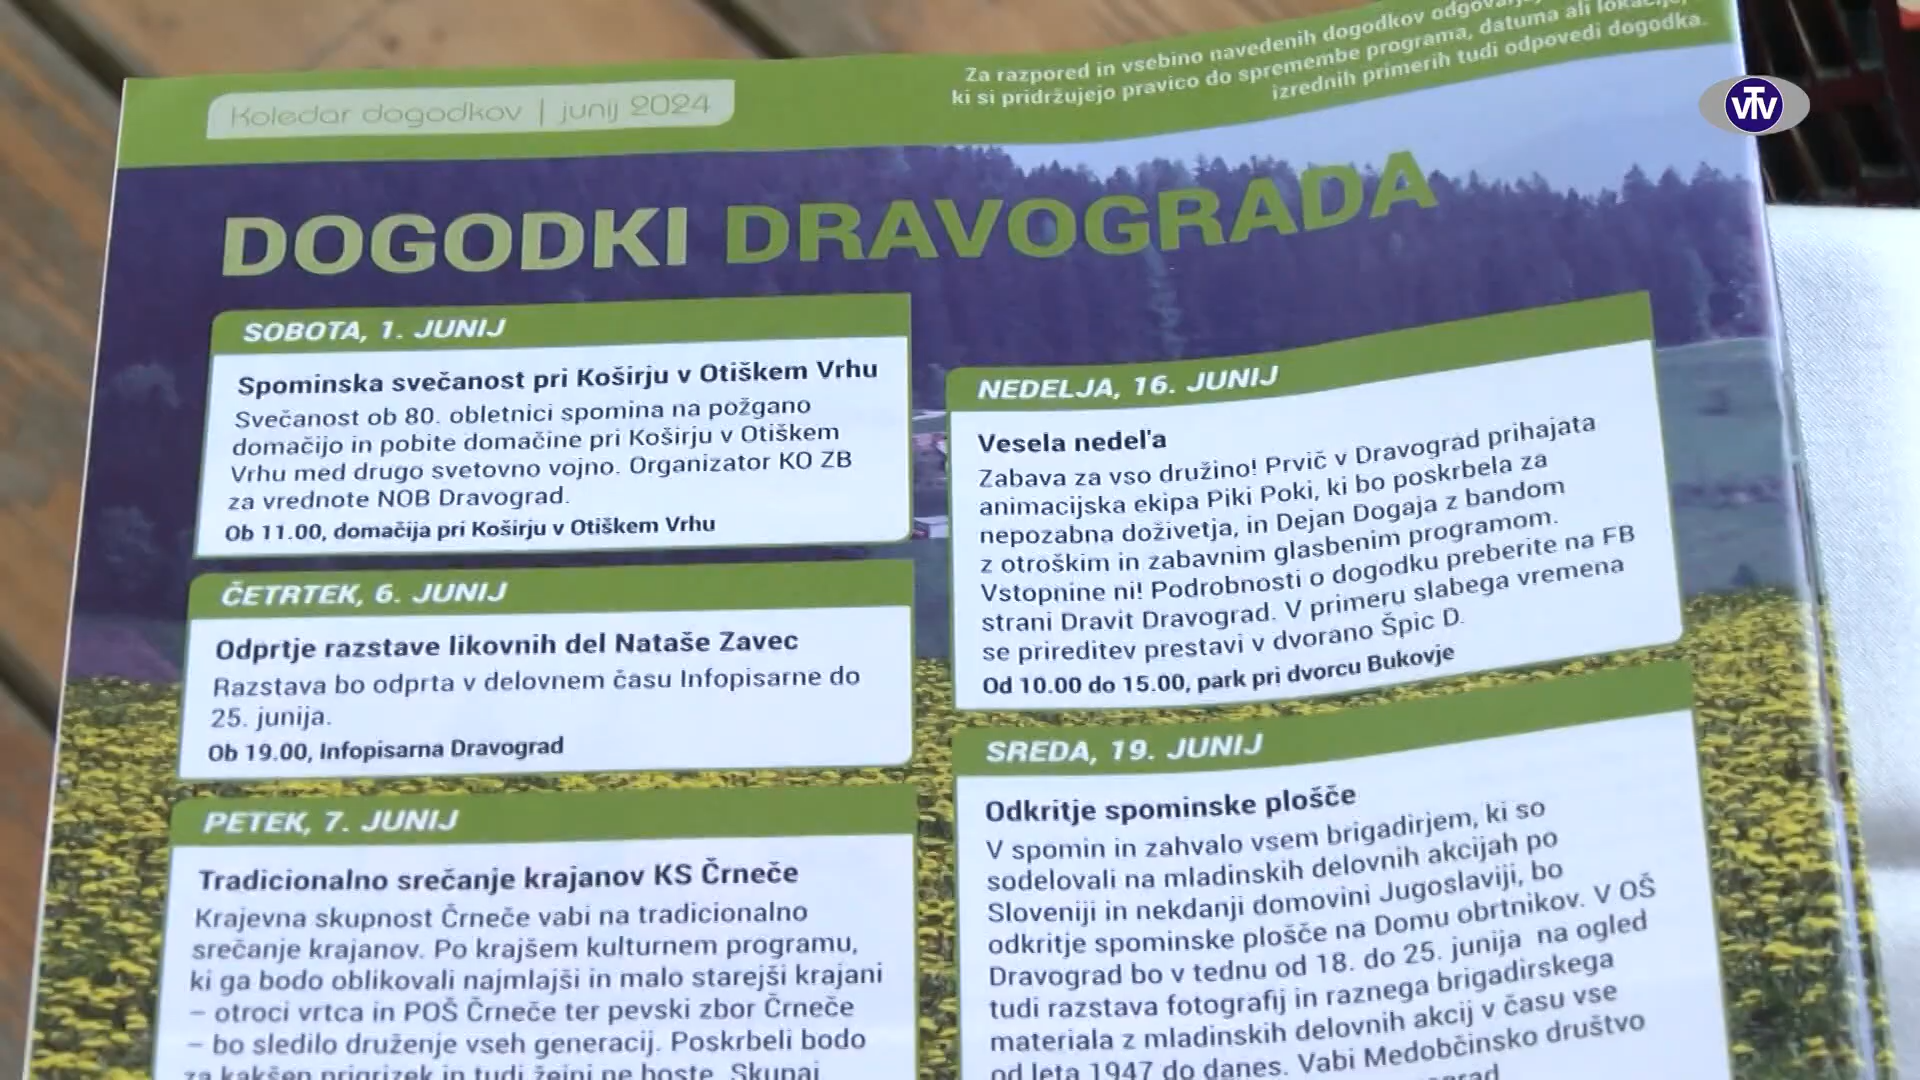 Koledar dogodkov | junij 2024
Za razpored in vsebino navedenih dogodkov
ki si pridržujejo pravico do spremembe programa, datuma ali lokacije,
izrednih primerih tudi odpovedi dogodka.
VTV
DOGODKI DRAVOGRADA
SOBOTA, 1. JUNIJ
Spominska svečanost pri Koširju v Otiškem Vrhu
Svečanost ob 80. obletnici spomina na požgano
domačijo in pobite domačine pri Koširju v Otiškem
Vrhu med drugo svetovno vojno. Organizator KO ZB
za vrednote NOB Dravograd.
Ob 11.00, domačija pri Koširju v Otiškem Vrhu
ČETRTEK, 6. JUNIJ
Odprtje razstave likovnih del Nataše Zavec
Razstava bo odprta v delovnem času Infopisarne do
25. junija.
Ob 19.00, Infopisarna Dravograd
PETEK, 7. JUNIJ
Tradicionalno srečanje krajanov KS Črneče
Krajevna skupnost Črneče vabi na tradicionalno
srečanje krajanov. Po krajšem kulturnem programu,
ki ga bodo oblikovali najmlajši in malo starejši krajani
– otroci vrtca in POŠ Črneče ter pevski zbor Črneče
– bo sledilo druženje vseh generacij. Poskrbeli bodo
za kakšen prigrizek in tudi žejni ne boste. Skupaj
NEDELJA, 16. JUNIJ
Vesela nedel'a
Zabava za vso družino! Prvič v Dravograd prihajata
animacijska ekipa Piki Poki, ki bo poskrbela za
nepozabna doživetja, in Dejan Dogaja z bandom
z otroškim in zabavnim glasbenim programom.
Vstopnine ni! Podrobnosti o dogodku preberite na FB
strani Dravit Dravograd. V primeru slabega vremena
se prireditev prestavi v dvorano Špic D.
Od 10.00 do 15.00, park pri dvorcu Bukovje
SREDA, 19. JUNIJ
Odkritje spominske plošče
V spomin in zahvalo vsem brigadirjem, ki so
sodelovali na mladinskih delovnih akcijah po
Sloveniji in nekdanji domovini Jugoslaviji, bo
odkritje spominske plošče na Domu obrtnikov. V OŠ
Dravograd bo v tednu od 18. do 25. junija na ogled
tudi razstava fotografij in raznega brigadirskega
materiala z mladinskih delovnih akcij v času vse
od leta 1947 do danes. Vabi Medobčinsko društvo